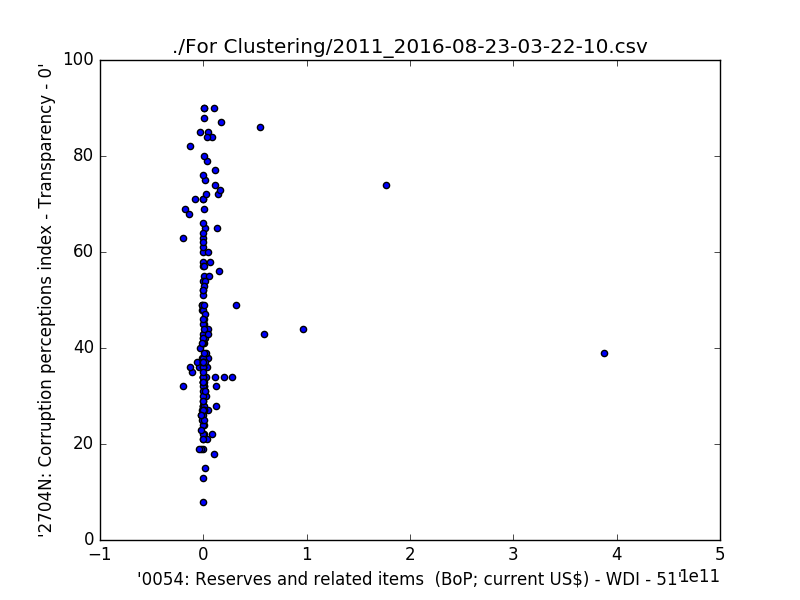 ./For Clustering/2011_2016-08-23-03-22-10.csv
100
80
60
40
20
0
'2704N: Corruption perceptions index - Transparency - 0'
−1 0 1 2 3 4 5
1e11
'0054: Reserves and related items  (BoP; current US$) - WDI - 51'